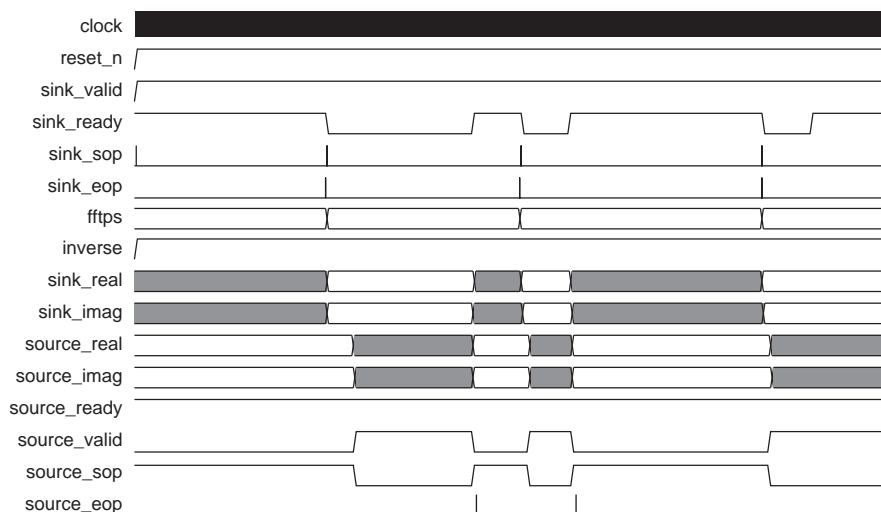 clock
reset_n
sink_valid
sink_ready
sink_sop
sink_eop
fftps
inverse
sink_real
sink_imag
source_real
source_imag
source_ready
source_valid
source_sop
source_eop